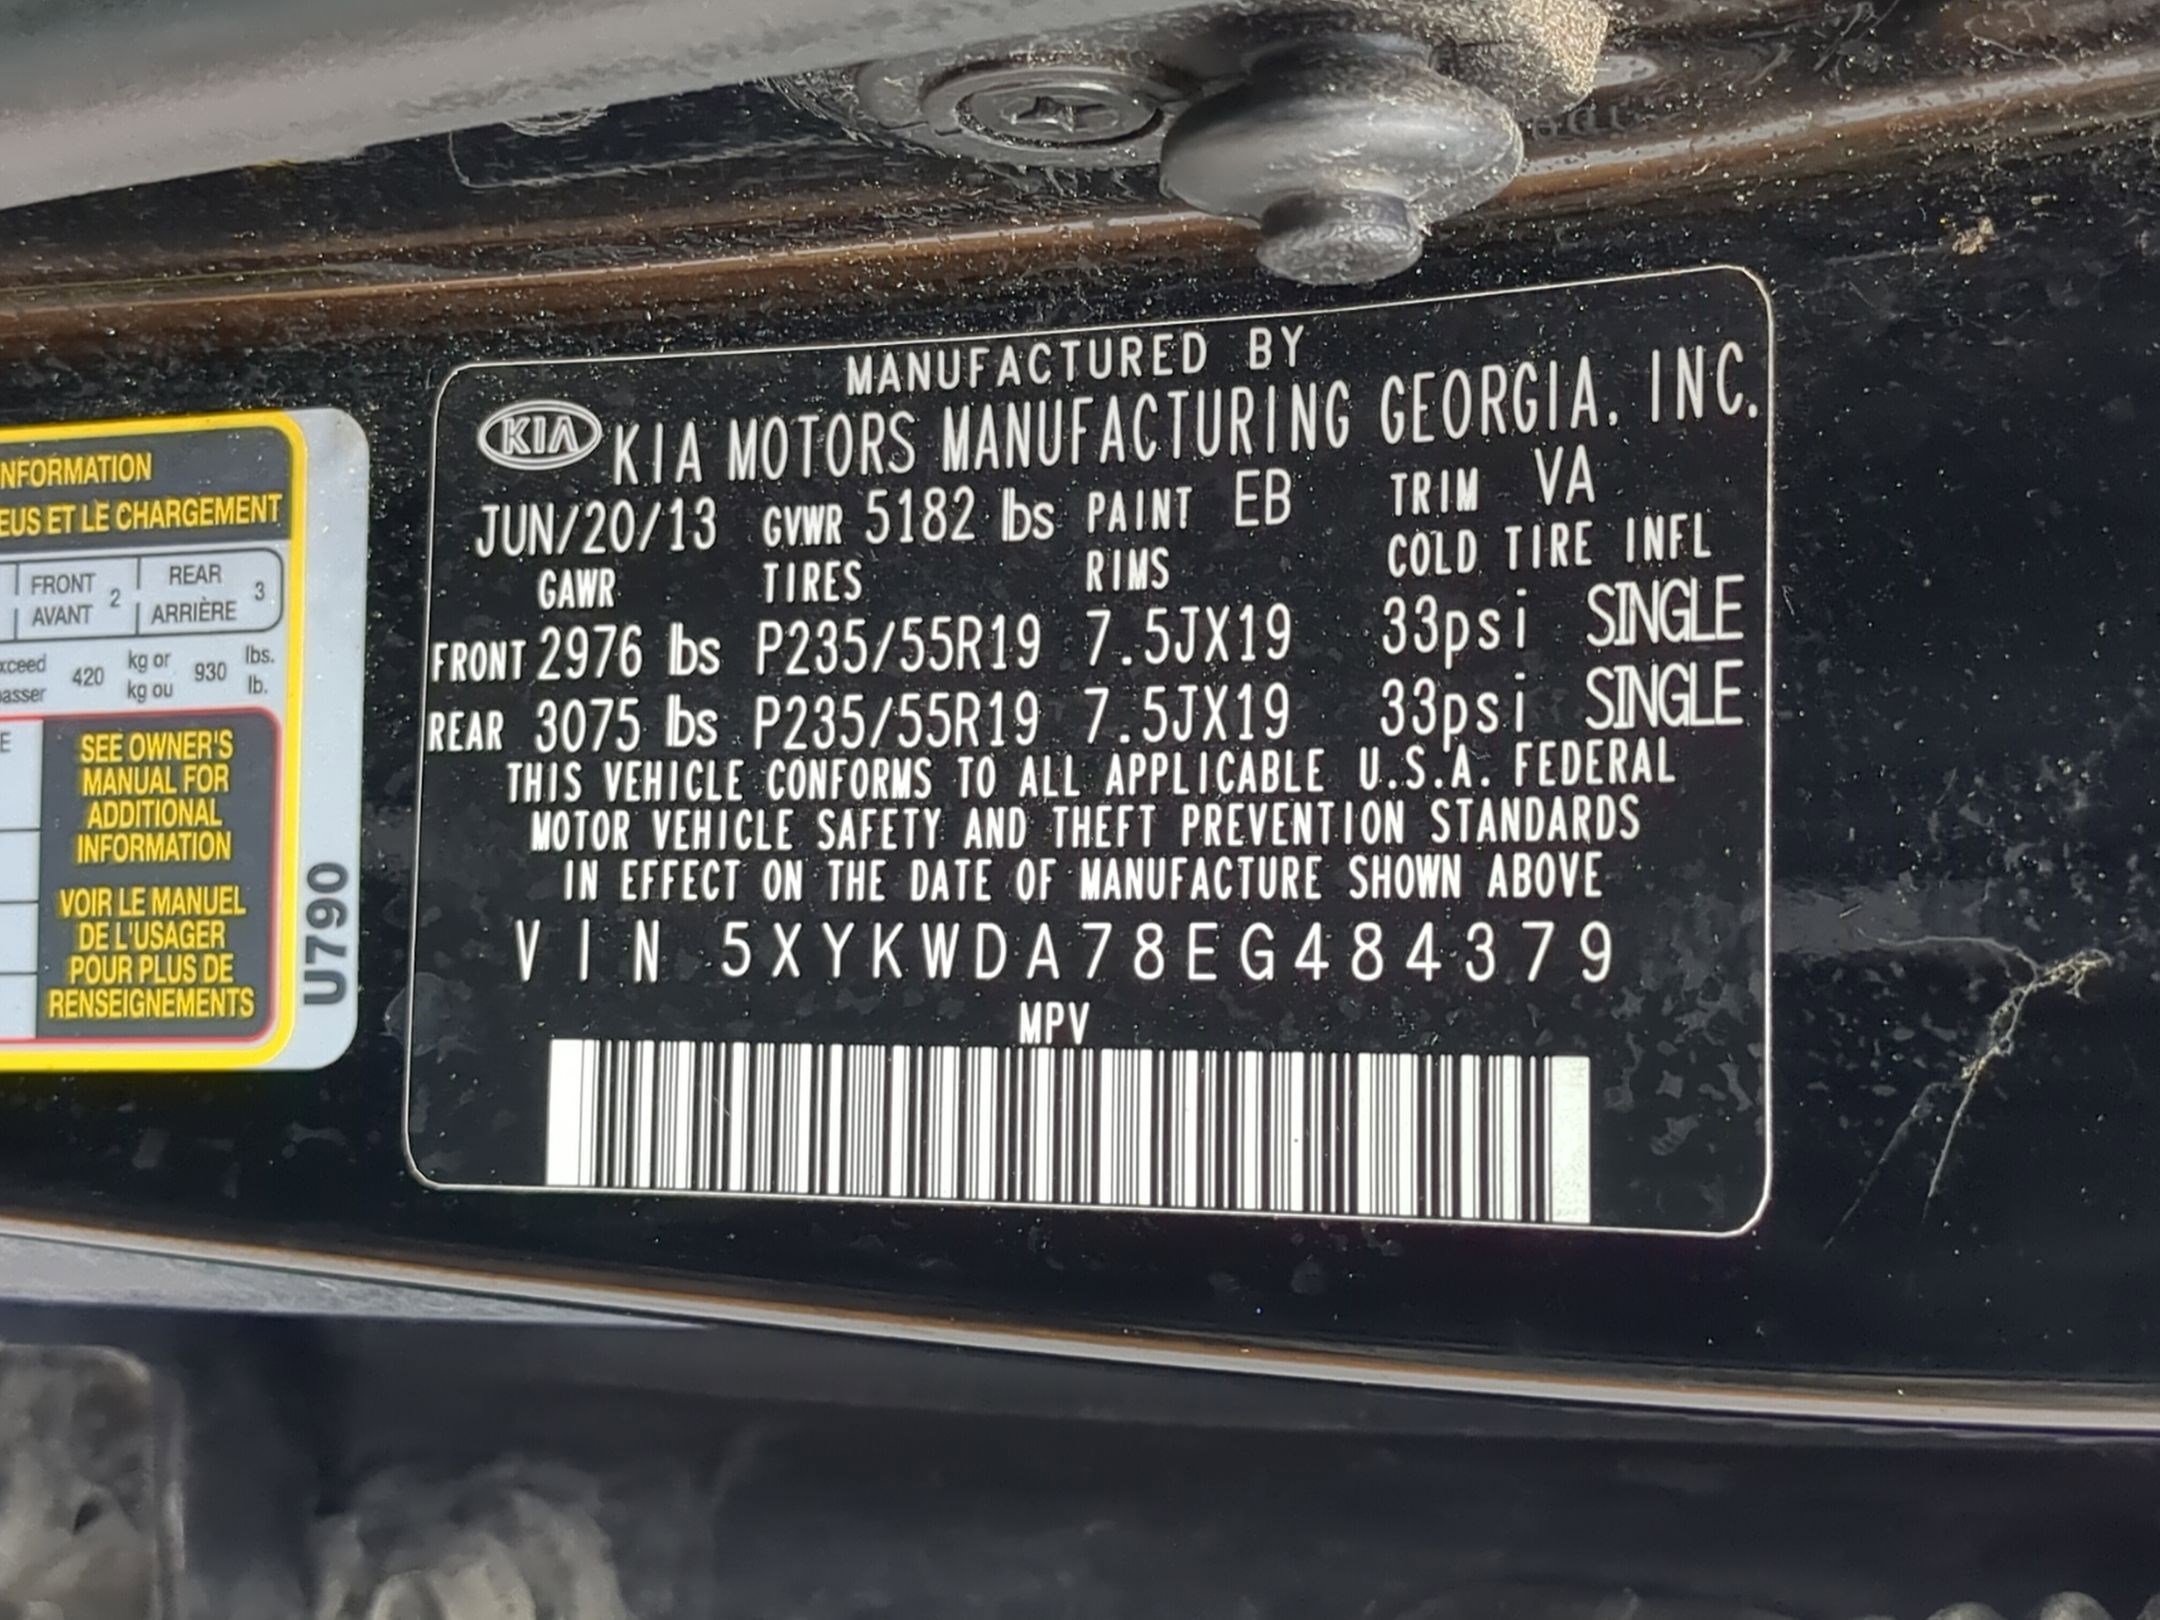 MANUFACTURED BY
KIA KIA MOTORS MANUFACTURING GEORGIA, INC.
JUN/20/13 GVWR 5182 lbs PAINT EB TRIM VA
GAWR TIRES RIMS COLD TIRE INFL
FRONT 2976 lbs P235/55R19 7.5JX19 33psi SINGLE
REAR 3075 lbs P235/55R19 7.5JX19 33psi SINGLE
THIS VEHICLE CONFORMS TO ALL APPLICABLE U.S.A. FEDERAL
MOTOR VEHICLE SAFETY AND THEFT PREVENTION STANDARDS
IN EFFECT ON THE DATE OF MANUFACTURE SHOWN ABOVE
VIN 5XYKWDA78EG484379
MPV
NFORMATION
EUS ET LE CHARGEMENT
FRONT 2 REAR 3
AVANT ARRIÈRE
xceed 420 kg or 930 lbs.
asser kg ou lb.
E
SEE OWNER'S
MANUAL FOR
ADDITIONAL
INFORMATION
VOIR LE MANUEL
DE L'USAGER
POUR PLUS DE
RENSEIGNEMENTS
U790